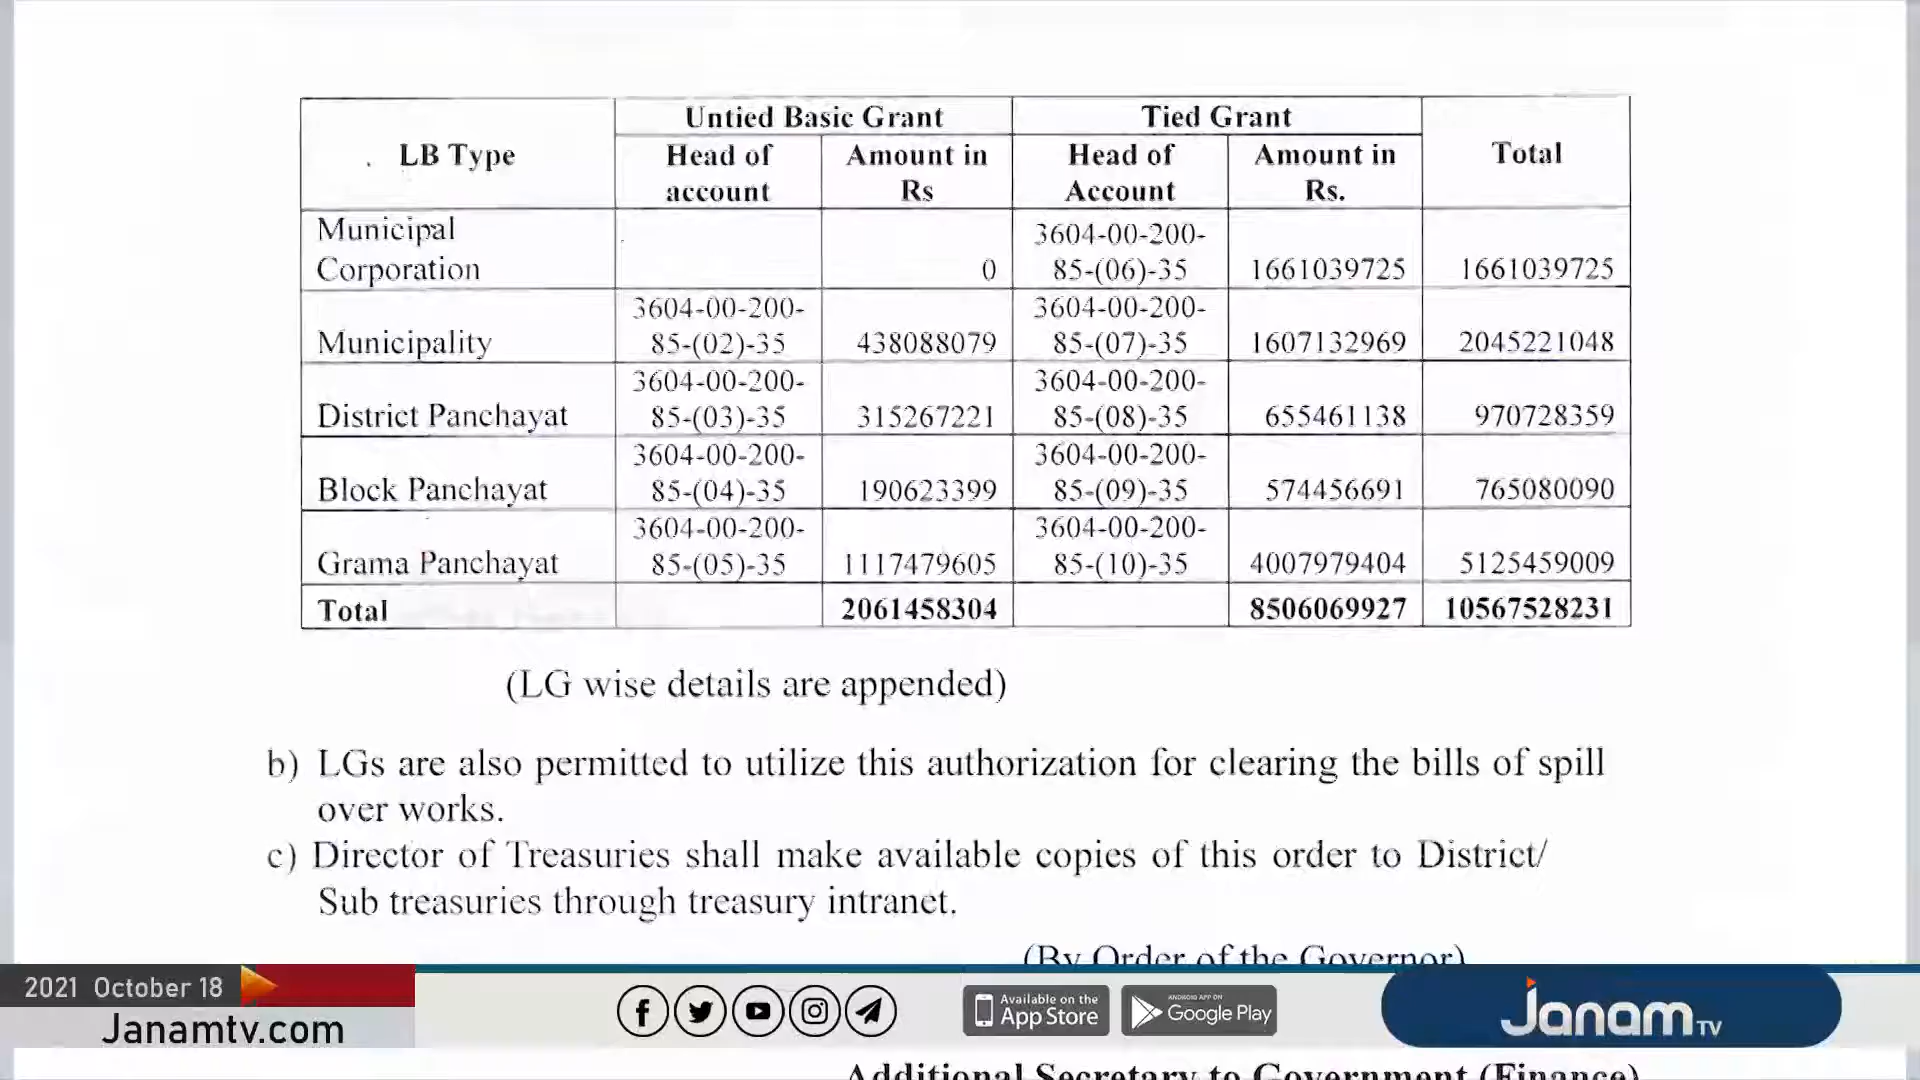 Untied Basic Grant Tied Grant
LB Type Head of Amount in Head of Amount in Total
account Rs Account Rs.
Municipal 3604-00-200-
Corporation 0 85-(06)-35 1661039725 1661039725
3604-00-200- 3604-00-200-
Municipality 85-(02)-35 438088079 85-(07)-35 1607132969 2045221048
3604-00-200- 3604-00-200-
District Panchayat 85-(03)-35 315267221 85-(08)-35 655461138 970728359
3604-00-200- 3604-00-200-
Block Panchayat 85-(04)-35 190623399 85-(09)-35 574456691 765080090
3604-00-200- 3604-00-200-
Grama Panchayat 85-(05)-35 1117479605 85-(10)-35 4007979404 5125459009
Total 2061458304 8506069927 10567528231
(LG wise details are appended)
b) LGs are also permitted to utilize this authorization for clearing the bills of spill
over works.
c) Director of Treasuries shall make available copies of this order to District/
Sub treasuries through treasury intranet.
(By Order of the Governor)
2021 October 18
Janamtv.com
Available on the
App Store
ANDROID APP ON
Google Play
Janam TV
Additional Secretary to Government (Finance)